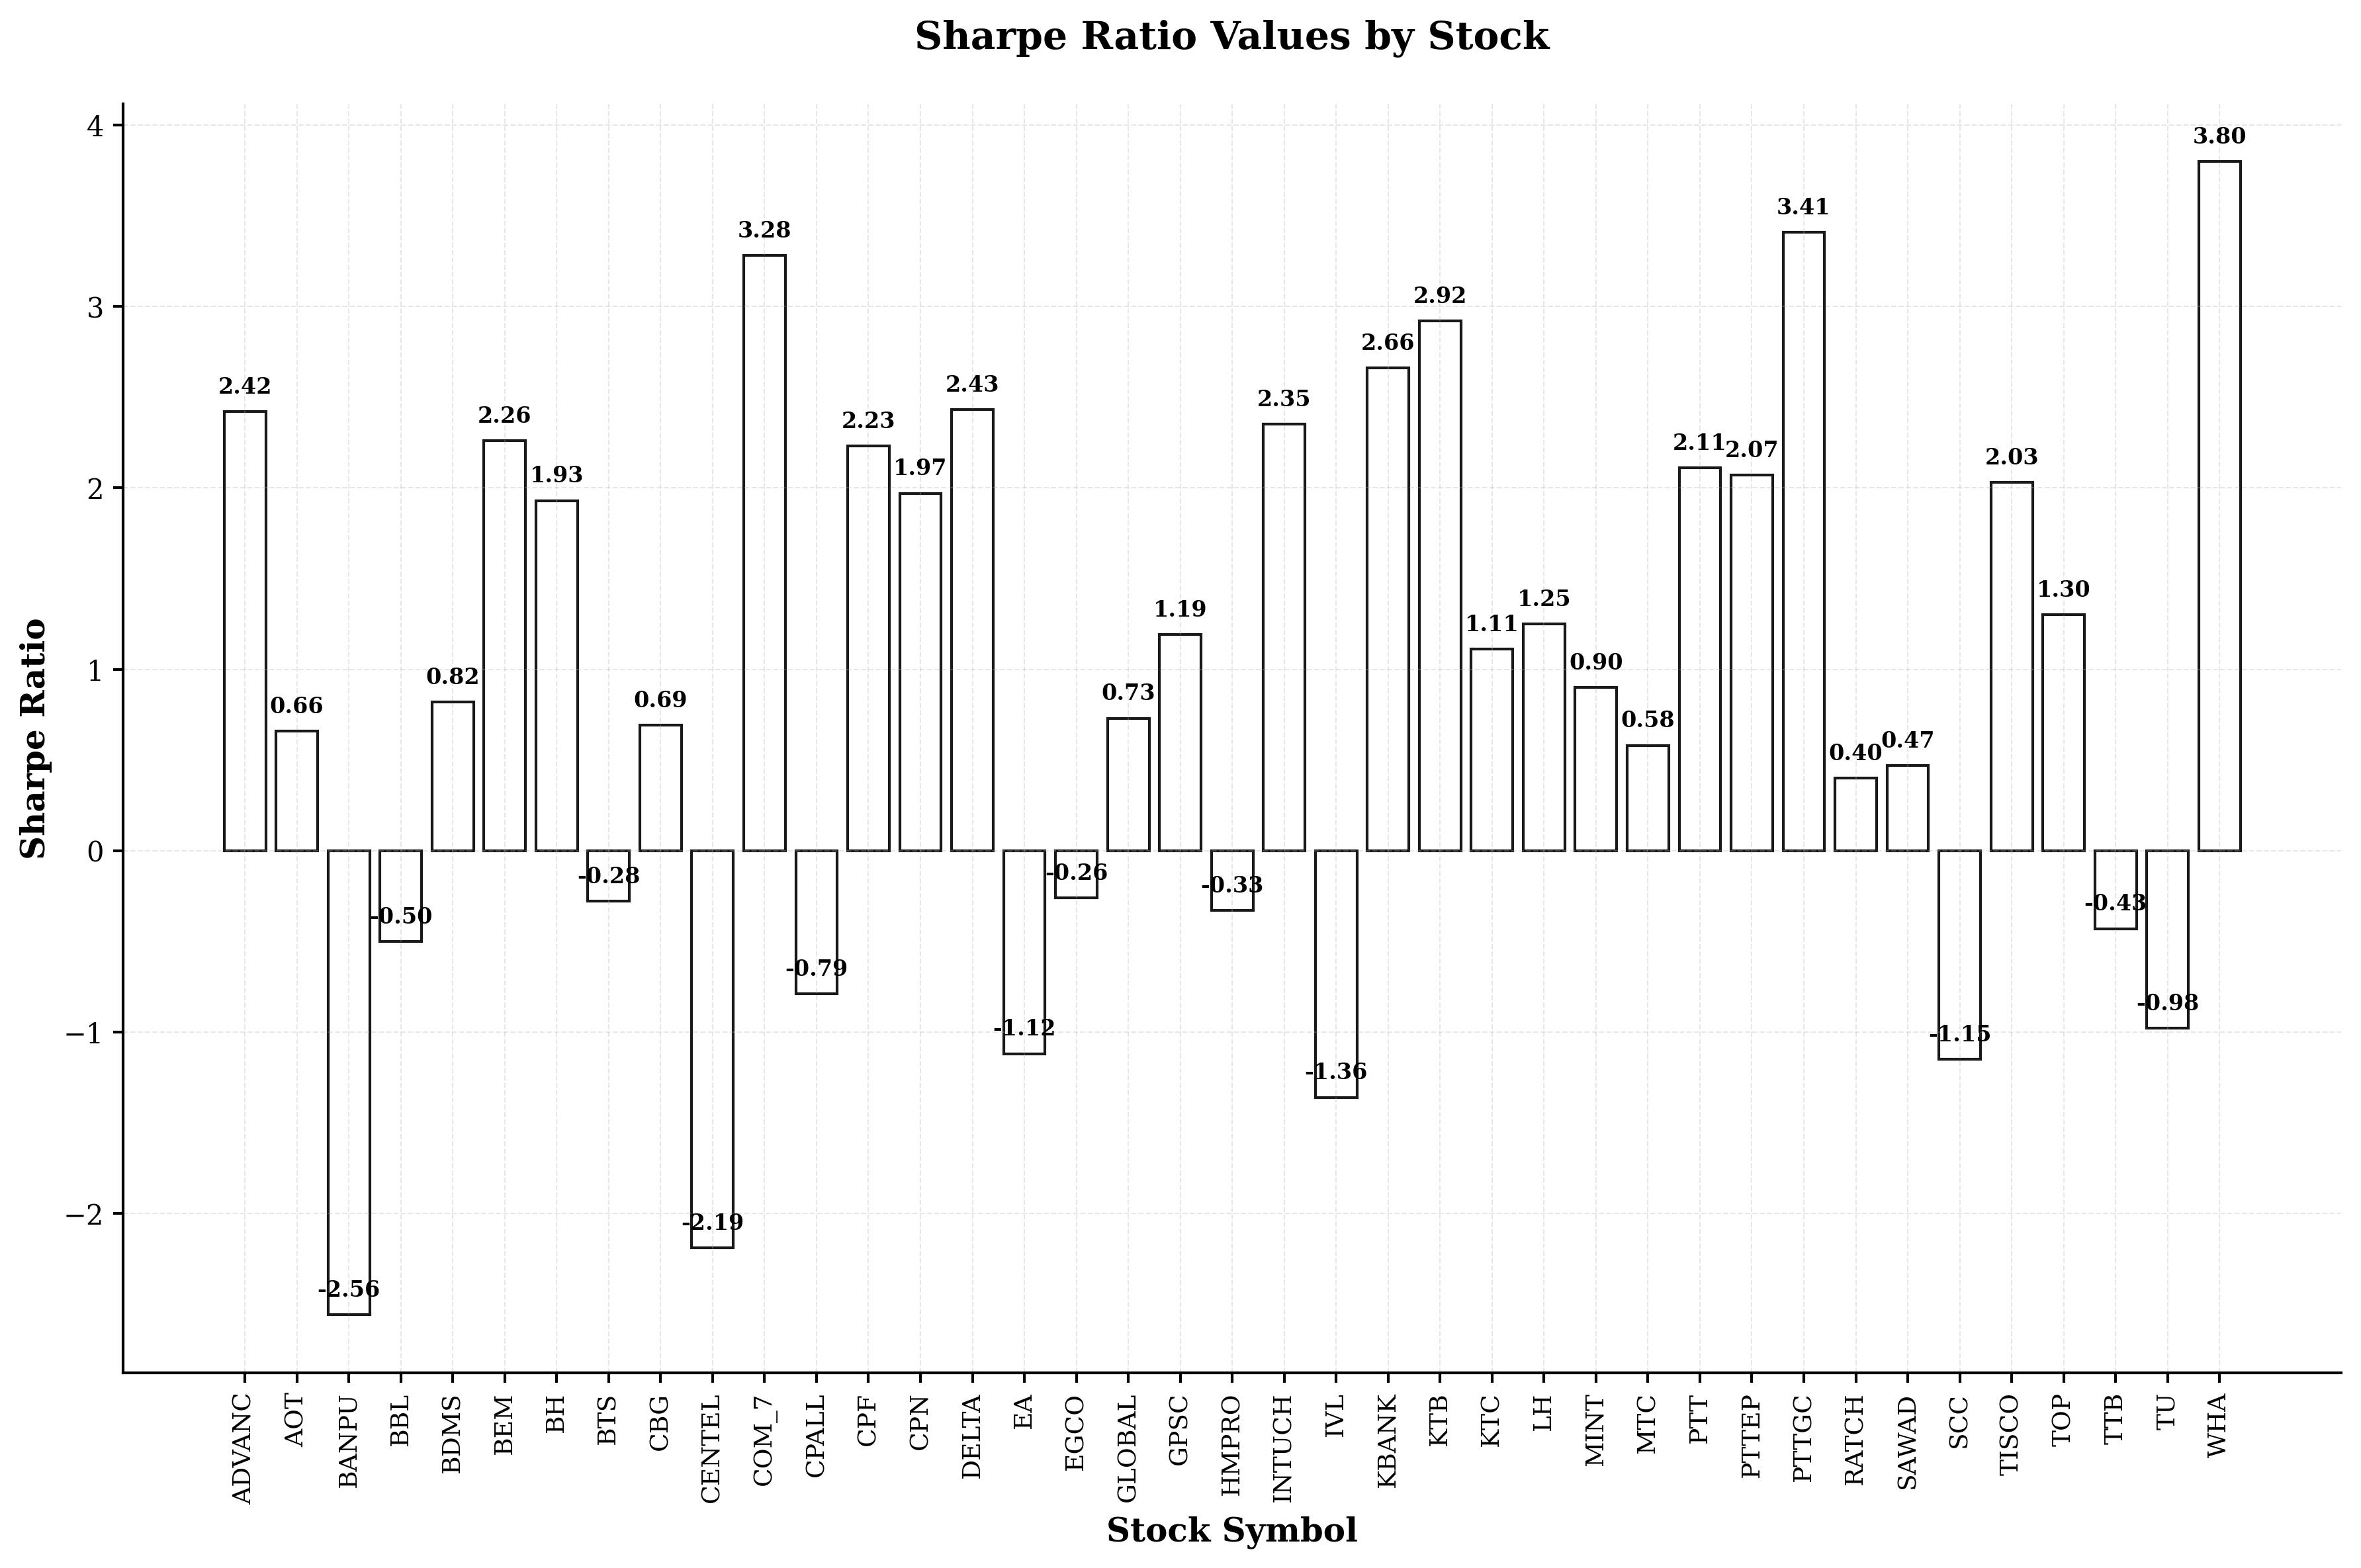 Sharpe Ratio Values by Stock
Sharpe Ratio
4
3
2
1
0
−1
−2
2.42
0.66
-2.56
-0.50
0.82
2.26
1.93
-0.28
0.69
-2.19
3.28
-0.79
2.23
1.97
2.43
-1.12
-0.26
0.73
1.19
-0.33
2.35
-1.36
2.66
2.92
1.11
1.25
0.90
0.58
2.11
2.07
3.41
0.40
0.47
-1.15
2.03
1.30
-0.43
-0.98
3.80
ADVANC
AOT
BANPU
BBL
BDMS
BEM
BH
BTS
CBG
CENTEL
COM_7
CPALL
CPF
CPN
DELTA
EA
EGCO
GLOBAL
GPSC
HMPRO
INTUCH
IVL
KBANK
KTB
KTC
LH
MINT
MTC
PTT
PTTEP
PTTGC
RATCH
SAWAD
SCC
TISCO
TOP
TTB
TU
WHA
Stock Symbol